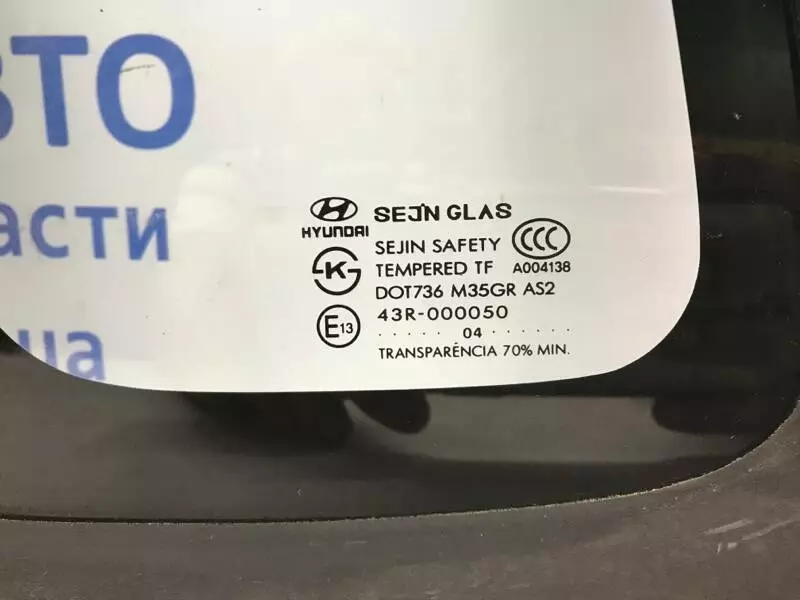 ВТО
асти
на
HYUNDAI
SEJIN GLAS
SEJIN SAFETY
CCC
K
TEMPERED TF A004138
DOT736 M35GR AS2
E13
43R-000050
. . . . . 04 . . . . . .
TRANSPARÊNCIA 70% MIN.